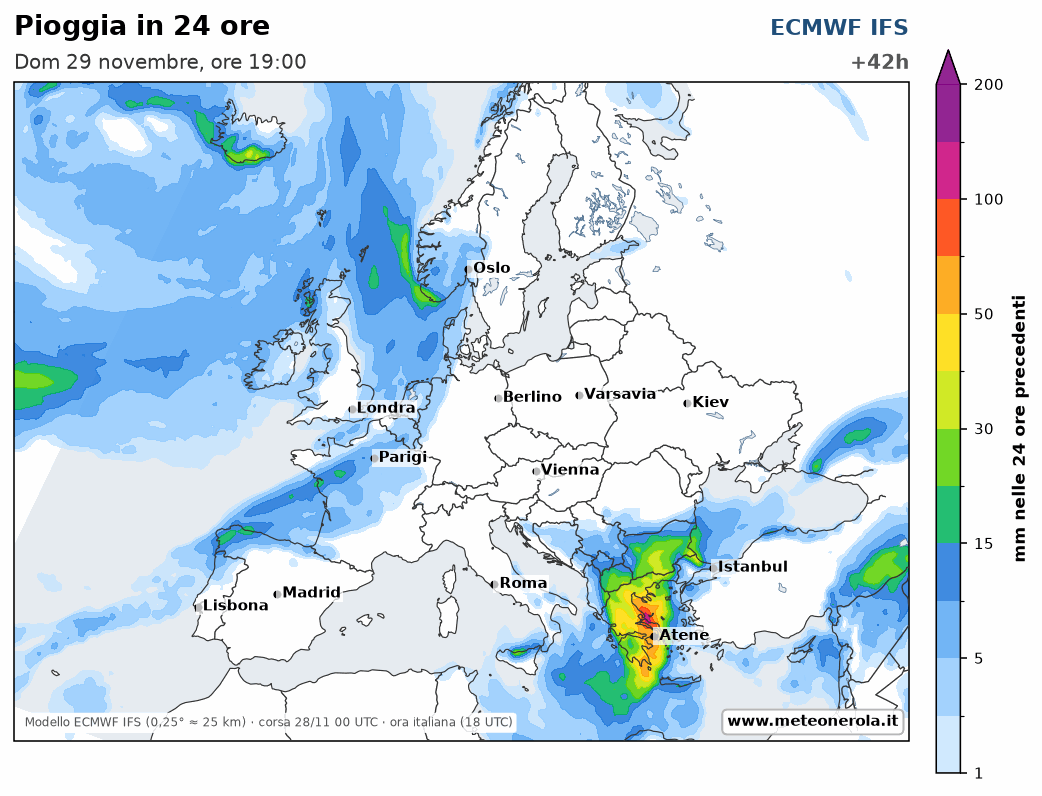 Pioggia in 24 ore
ECMWF IFS
Dom 29 novembre, ore 19:00
+42h
200
100
50
30
15
5
1
mm nelle 24 ore precedenti
Oslo
Berlino
Varsavia
Kiev
Londra
Parigi
Vienna
Istanbul
Roma
Madrid
Lisbona
Atene
Modello ECMWF IFS (0,25° ≈ 25 km) · corsa 28/11 00 UTC · ora italiana (18 UTC)
www.meteonerola.it